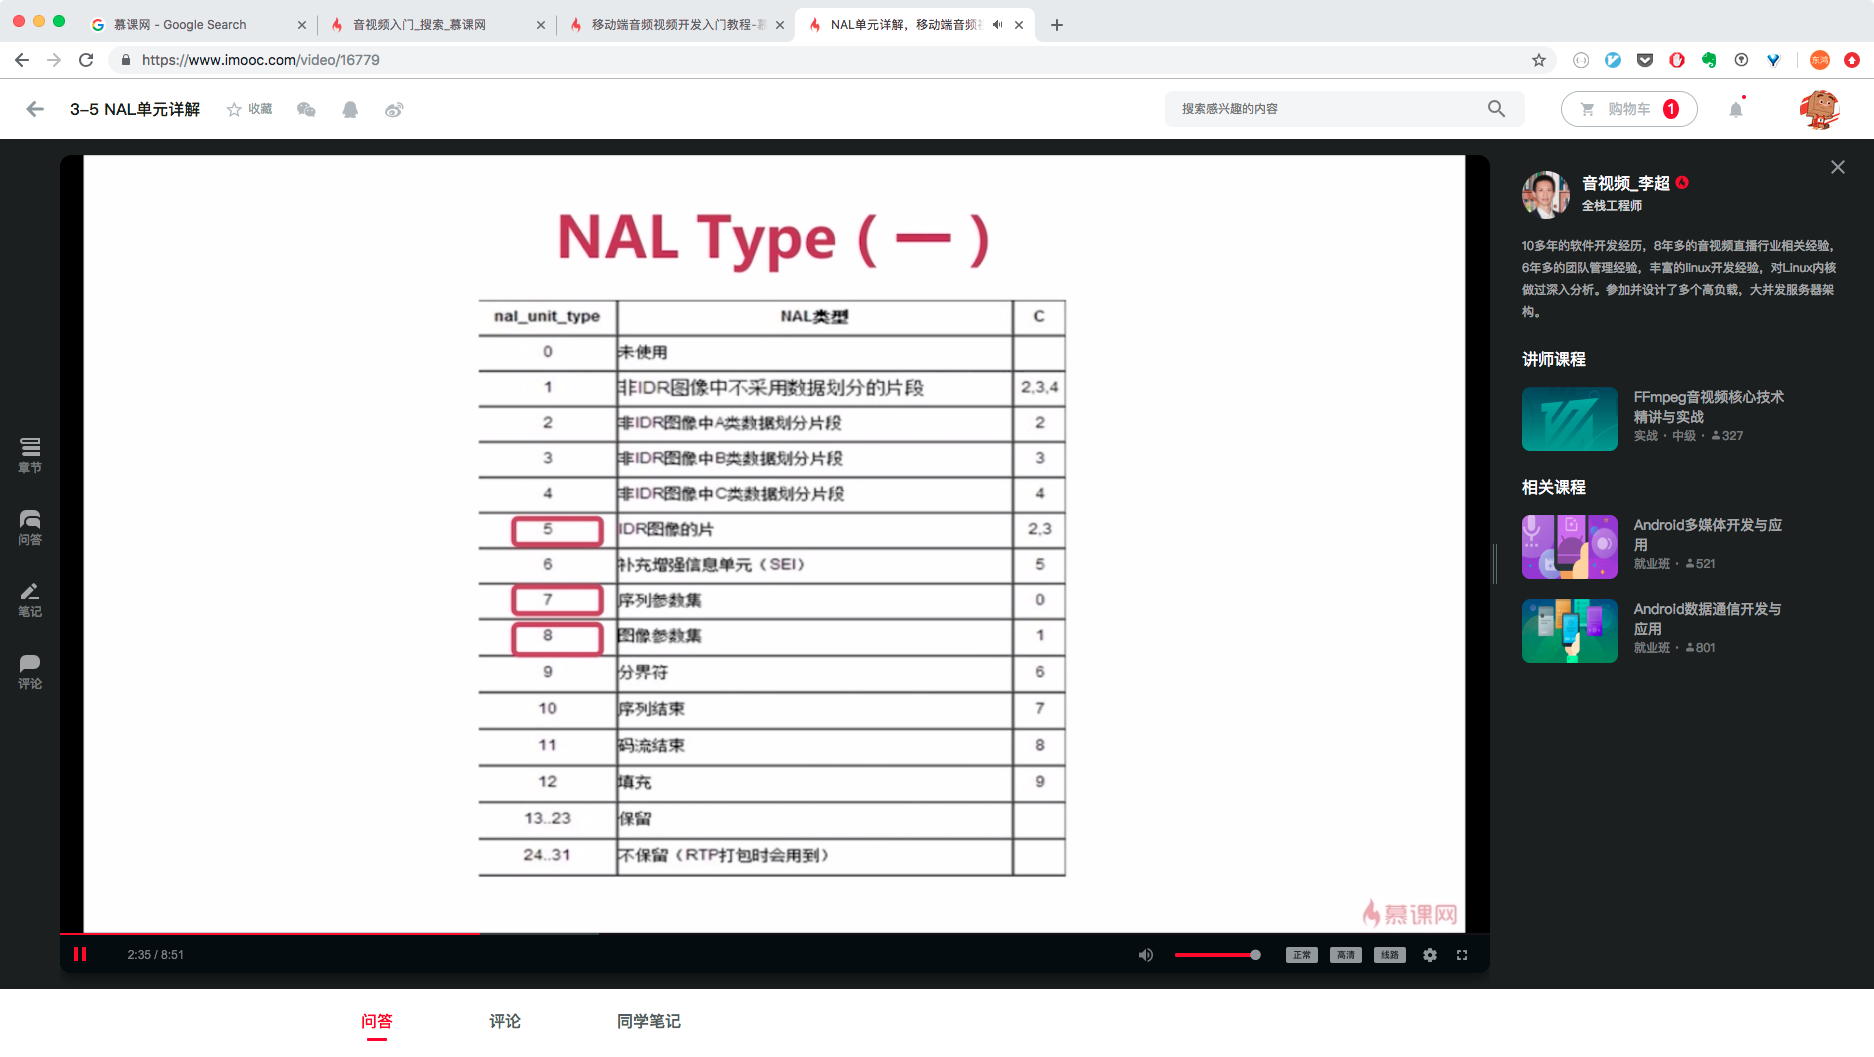 慕课网 - Google Search
音视频入门_搜索_慕课网
移动端音频视频开发入门教程-慕
NAL单元详解，移动端音频视
https://www.imooc.com/video/16779
东鸿
3-5 NAL单元详解
收藏
搜索感兴趣的内容
购物车 1
NAL Type（一）
nal_unit_type NAL类型 C
0 未使用
1 非IDR图像中不采用数据划分的片段 2,3,4
2 非IDR图像中A类数据划分片段 2
3 非IDR图像中B类数据划分片段 3
4 非IDR图像中C类数据划分片段 4
5 IDR图像的片 2,3
6 补充增强信息单元（SEI） 5
7 序列参数集 0
8 图像参数集 1
9 分界符 6
10 序列结束 7
11 码流结束 8
12 填充 9
13..23 保留
24..31 不保留（RTP打包时会用到）
慕课网
章节
问答
笔记
评论
2:35 / 8:51
正常
高清
线路
音视频_李超
全栈工程师
10多年的软件开发经历，8年多的音视频直播行业相关经验，
6年多的团队管理经验，丰富的linux开发经验，对Linux内核
做过深入分析。参加并设计了多个高负载，大并发服务器架
构。
讲师课程
FFmpeg音视频核心技术
精讲与实战
实战 · 中级 · 327
相关课程
Android多媒体开发与应
用
就业班 · 521
Android数据通信开发与
应用
就业班 · 801
问答
评论
同学笔记